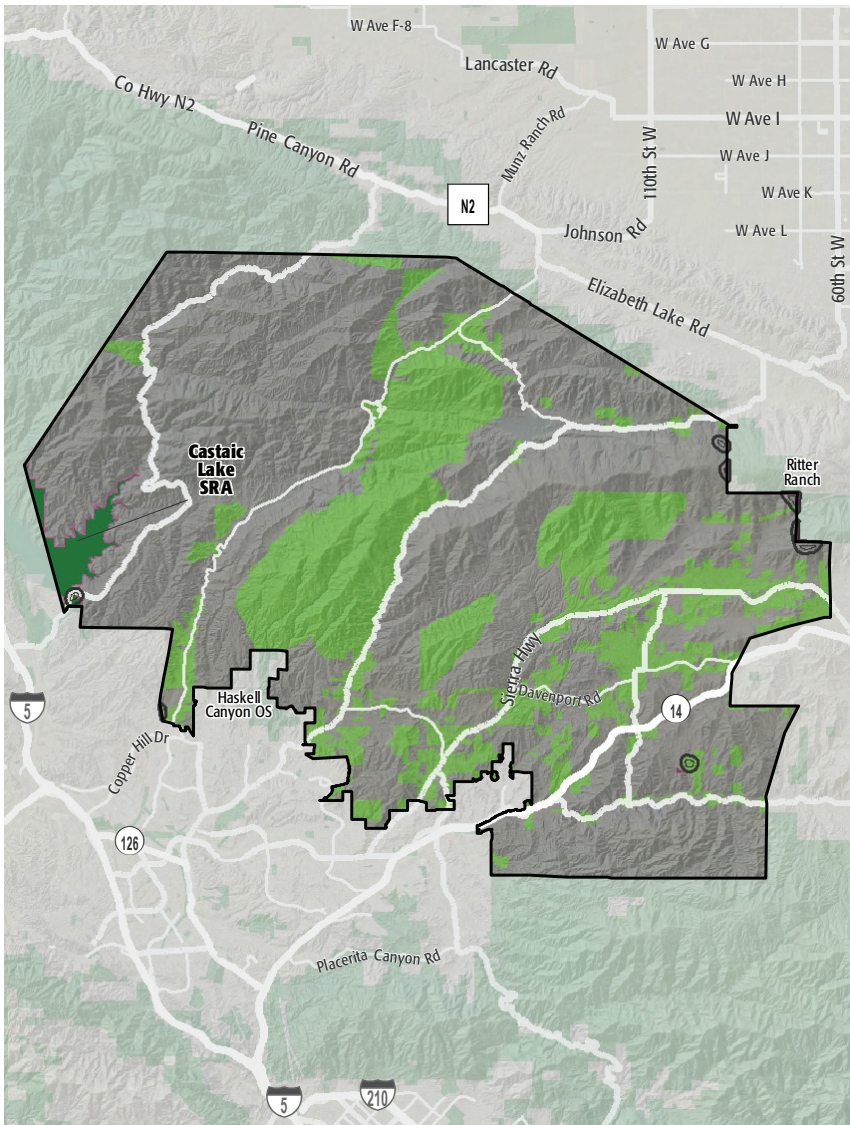 W Ave F-8
W Ave G
Lancaster Rd
W Ave H
Co Hwy N2
Munz Ranch Rd
W Ave I
Pine Canyon Rd
110th St W
W Ave J
W Ave K
N2
Johnson Rd
W Ave L
60th St W
Elizabeth Lake Rd
Castaic
Lake
SRA
Ritter
Ranch
Sierra Hwy
Davenport Rd
Haskell
Canyon OS
5
14
Copper Hill Dr
126
Placerita Canyon Rd
5
210